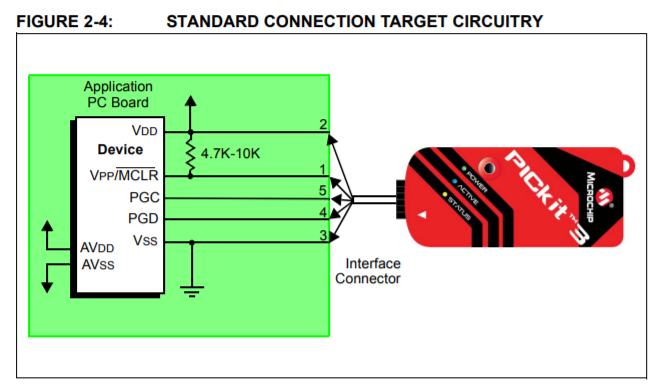 FIGURE 2-4: STANDARD CONNECTION TARGET CIRCUITRY
Application
PC Board
VDD
2
Device
4.7K-10K
VPP/MCLR
1
PGC
5
PGD
4
VSS
3
AVDD
AVSS
Interface
Connector
POWER
ACTIVE
STATUS
PICkit™ 3
MICROCHIP